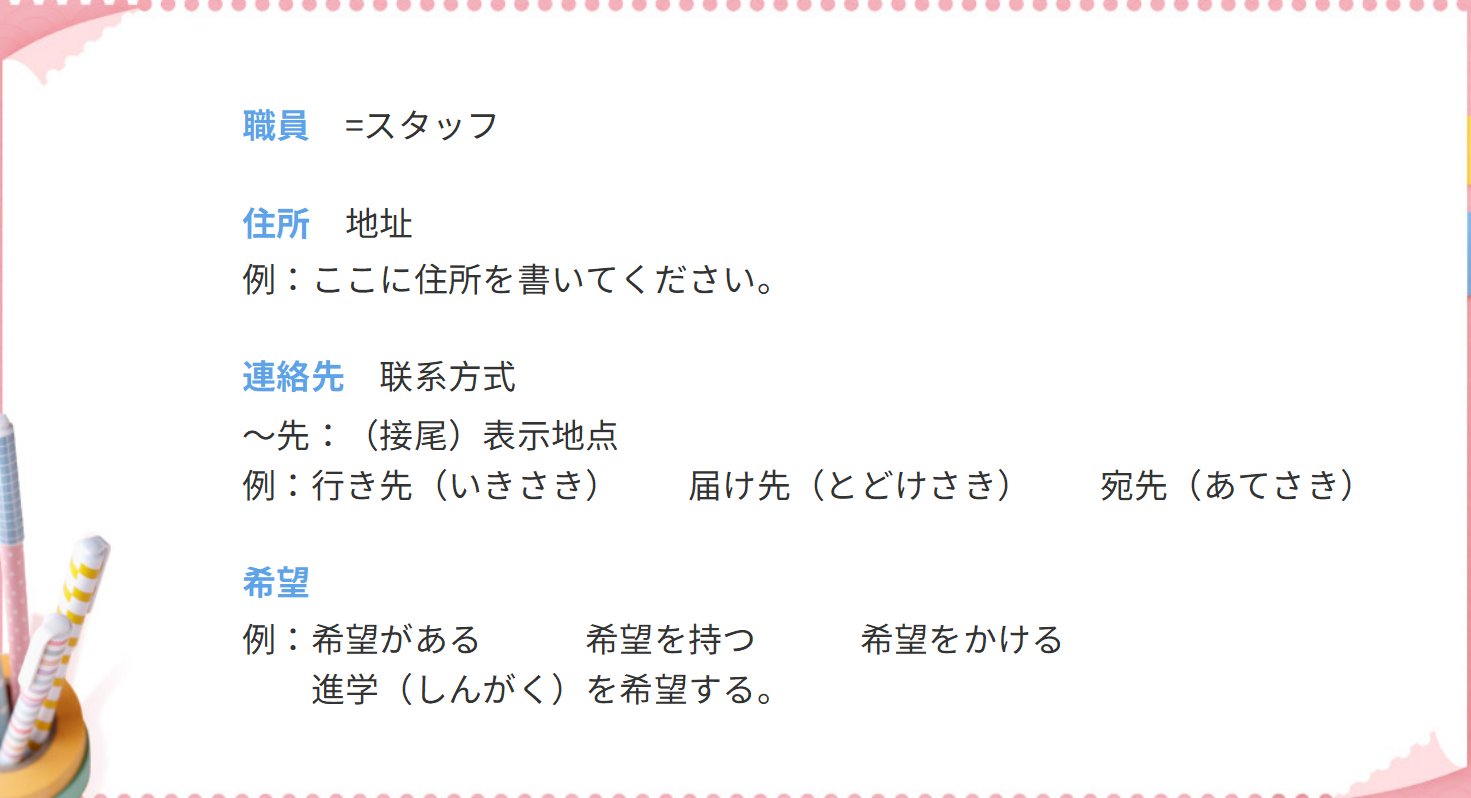 職員　=スタッフ
住所　地址
例：ここに住所を書いてください。
連絡先　联系方式
～先：（接尾）表示地点
例：行き先（いきさき）　　届け先（とどけさき）　　宛先（あてさき）
希望
例：希望がある　　　希望を持つ　　　希望をかける
進学（しんがく）を希望する。